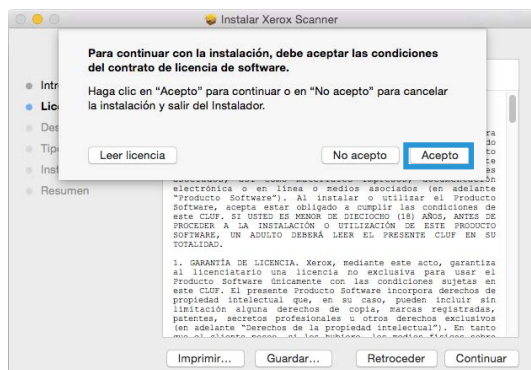 Instalar Xerox Scanner
Para continuar con la instalación, debe aceptar las condiciones
del contrato de licencia de software.
Haga clic en “Acepto” para continuar o en “No acepto” para cancelar
la instalación y salir del Instalador.
Leer licencia
No acepto
Acepto
Intr
Lic
Des
Tip
Inst
Resumen
electrónica o en línea o medios asociados (en adelante
"Producto Software"). Al instalar o utilizar el Producto
Software, acepta estar obligado a cumplir las condiciones de
este CLUF. SI USTED ES MENOR DE DIECIOCHO (18) AÑOS, ANTES DE
PROCEDER A LA INSTALACIÓN O UTILIZACIÓN DE ESTE PRODUCTO
SOFTWARE, UN ADULTO DEBERÁ LEER EL PRESENTE CLUF EN SU
TOTALIDAD.
1. GARANTÍA DE LICENCIA. Xerox, mediante este acto, garantiza
al licenciatario una licencia no exclusiva para usar el
Producto Software únicamente con las condiciones sujetas en
este CLUF. El presente Producto Software incorpora derechos de
propiedad intelectual que, en su caso, pueden incluir sin
limitación alguna derechos de copia, marcas registradas,
patentes, secretos profesionales u otros derechos exclusivos
(en adelante "Derechos de la propiedad intelectual"). En tanto
Imprimir...
Guardar...
Retroceder
Continuar